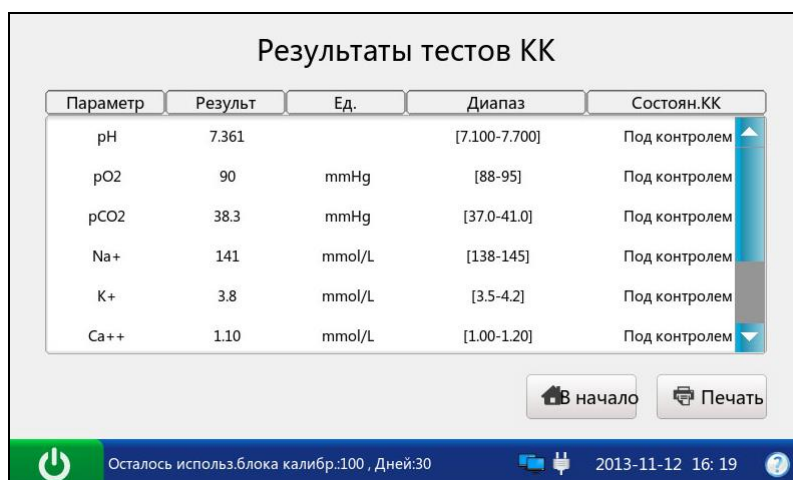 Результаты тестов КК
Параметр Результ Ед. Диапаз Состоян.КК
pH 7.361 [7.100-7.700] Под контролем
pO2 90 mmHg [88-95] Под контролем
pCO2 38.3 mmHg [37.0-41.0] Под контролем
Na+ 141 mmol/L [138-145] Под контролем
K+ 3.8 mmol/L [3.5-4.2] Под контролем
Ca++ 1.10 mmol/L [1.00-1.20] Под контролем
В начало Печать
Осталось использ.блока калибр.:100 , Дней:30 2013-11-12 16: 19 ?